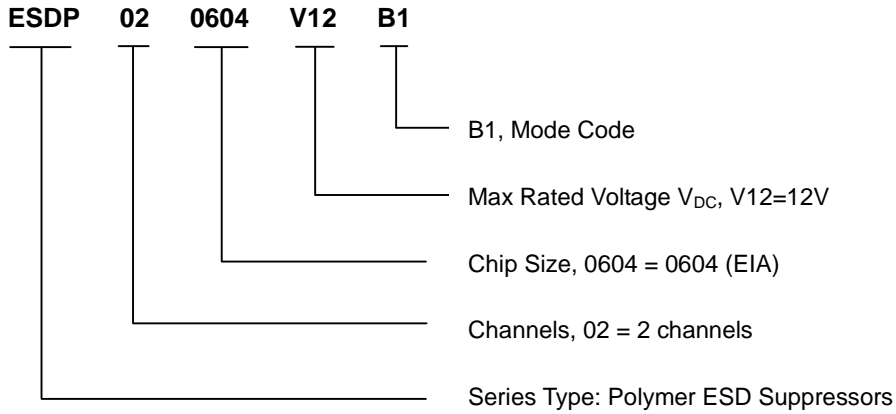 ESDP 02 0604 V12 B1
B1, Mode Code
Max Rated Voltage VDC, V12=12V
Chip Size, 0604 = 0604 (EIA)
Channels, 02 = 2 channels
Series Type: Polymer ESD Suppressors